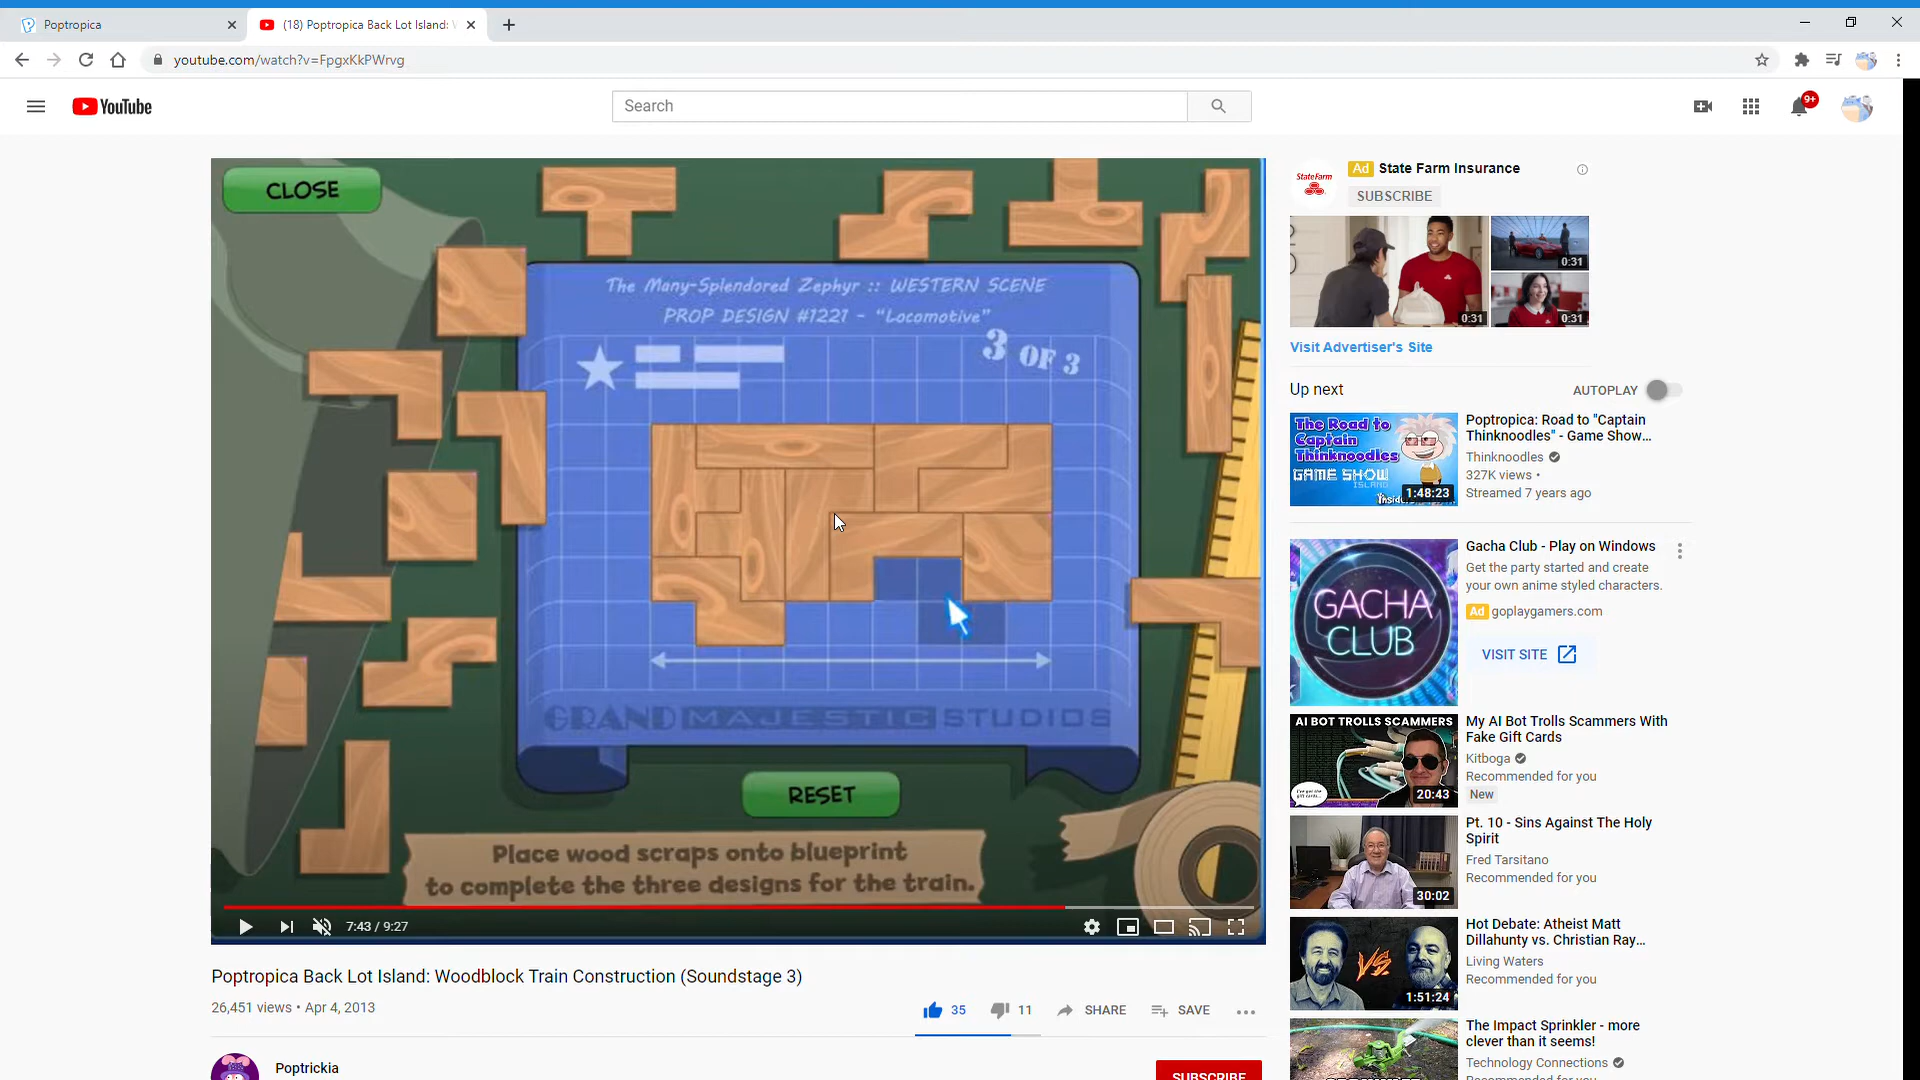 Poptropica
(18) Poptropica Back Lot Island: W
youtube.com/watch?v=FpgxKkPWrvg
YouTube
Search
9+
CLOSE
The Many-Splendored Zephyr :: WESTERN SCENE
PROP DESIGN #1221 - "Locomotive"
3 OF 3
GRAND MAJESTIC STUDIOS
RESET
Place wood scraps onto blueprint
to complete the three designs for the train.
7:43 / 9:27
Poptropica Back Lot Island: Woodblock Train Construction (Soundstage 3)
26,451 views • Apr 4, 2013
35
11
SHARE
SAVE
Poptrickia
SUBSCRIBE
State Farm
Ad State Farm Insurance
SUBSCRIBE
0:31
0:31
0:31
Visit Advertiser's Site
Up next
AUTOPLAY
The Road to
Captain
Thinknoodles
GAME SHOW
ISLAND
1:48:23
Poptropica: Road to "Captain
Thinknoodles" - Game Show...
Thinknoodles
327K views •
Streamed 7 years ago
GACHA
CLUB
Gacha Club - Play on Windows
Get the party started and create
your own anime styled characters.
Ad goplaygamers.com
VISIT SITE
AI BOT TROLLS SCAMMERS
20:43
My AI Bot Trolls Scammers With
Fake Gift Cards
Kitboga
Recommended for you
New
30:02
Pt. 10 - Sins Against The Holy
Spirit
Fred Tarsitano
Recommended for you
VS
1:51:24
Hot Debate: Atheist Matt
Dillahunty vs. Christian Ray...
Living Waters
Recommended for you
The Impact Sprinkler - more
clever than it seems!
Technology Connections